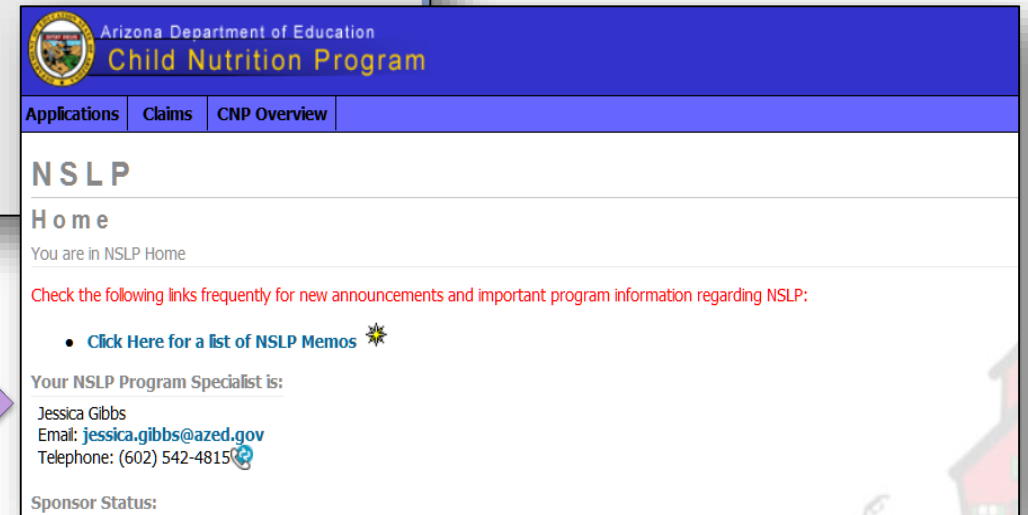 Arizona Department of Education
Child Nutrition Program
Applications Claims CNP Overview
NSLP
Home
You are in NSLP Home
Check the following links frequently for new announcements and important program information regarding NSLP:
• Click Here for a list of NSLP Memos
Your NSLP Program Specialist is:
Jessica Gibbs
Email: jessica.gibbs@azed.gov
Telephone: (602) 542-4815
Sponsor Status: